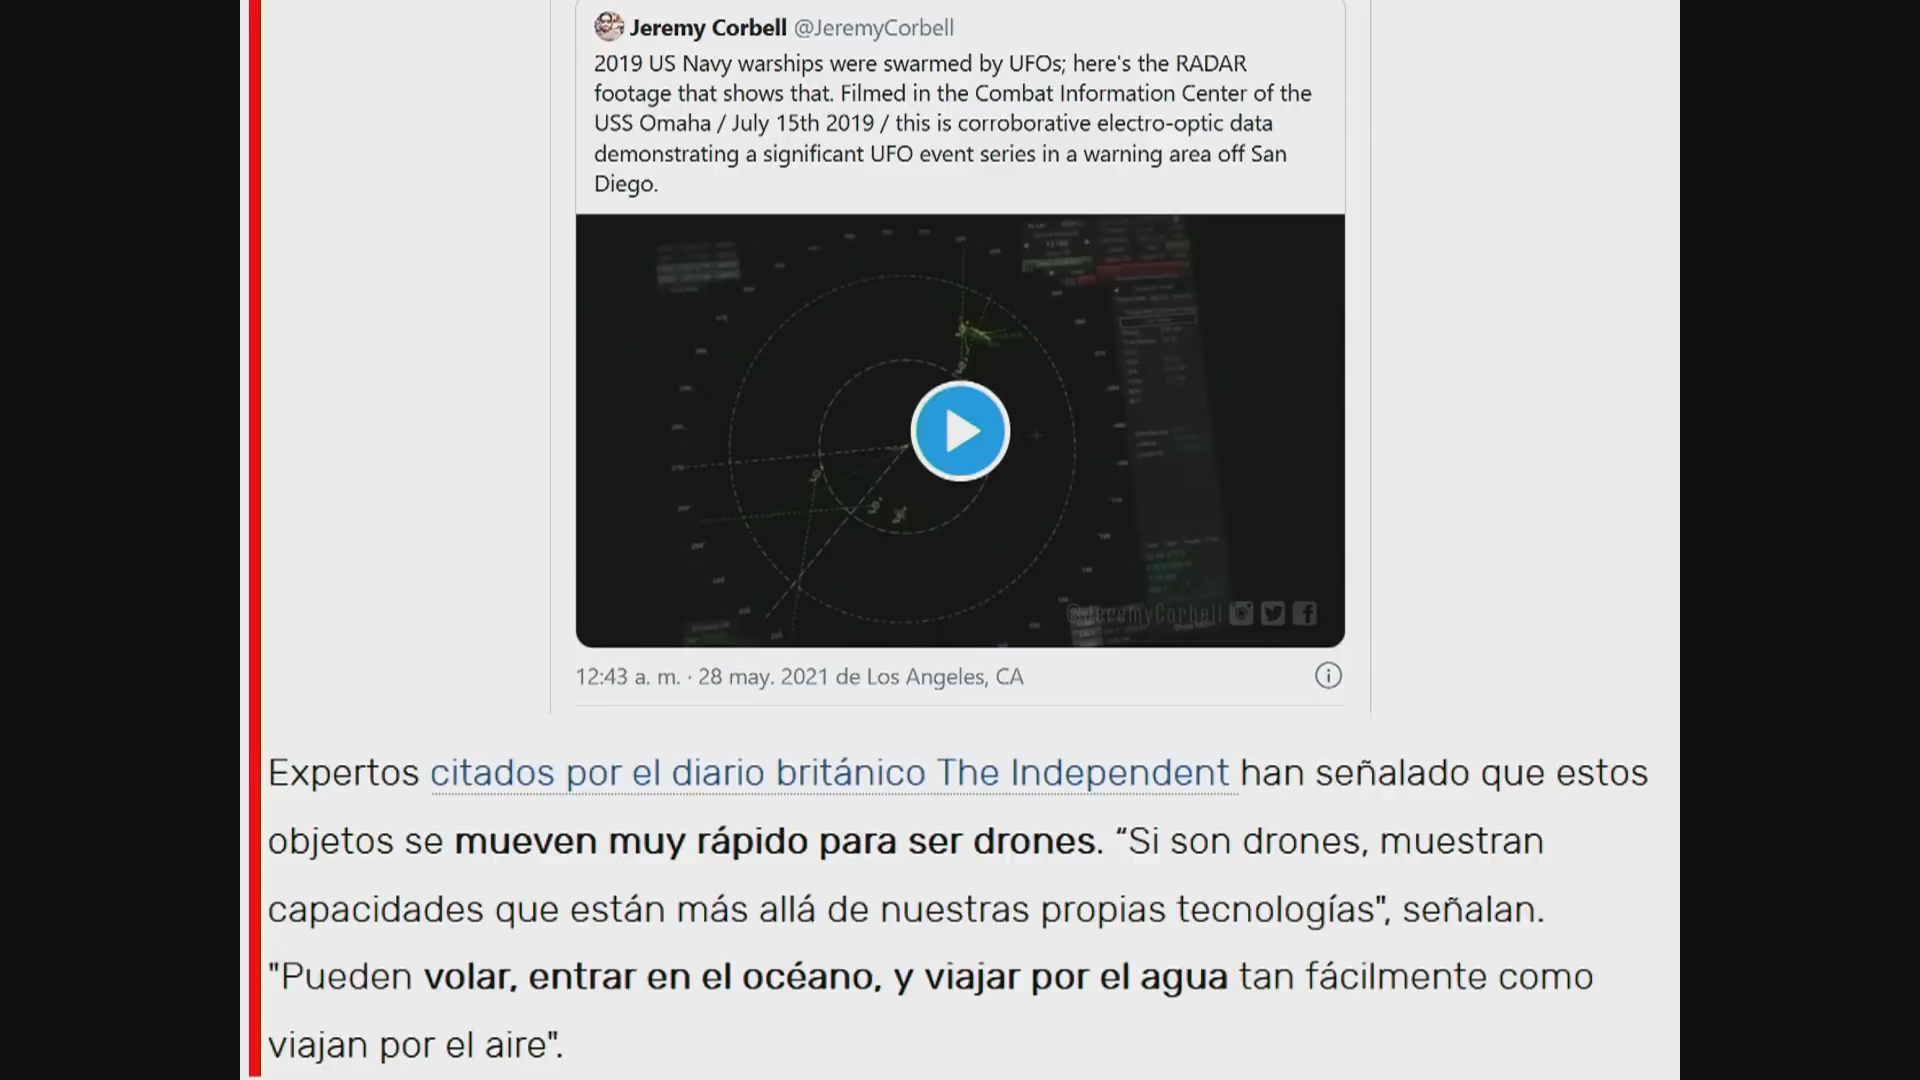 Jeremy Corbell @JeremyCorbell
2019 US Navy warships were swarmed by UFOs; here's the RADAR
footage that shows that. Filmed in the Combat Information Center of the
USS Omaha / July 15th 2019 / this is corroborative electro-optic data
demonstrating a significant UFO event series in a warning area off San
Diego.
@JeremyCorbell
12:43 a. m. · 28 may. 2021 de Los Angeles, CA
Expertos citados por el diario británico The Independent han señalado que estos
objetos se mueven muy rápido para ser drones. “Si son drones, muestran
capacidades que están más allá de nuestras propias tecnologías", señalan.
"Pueden volar, entrar en el océano, y viajar por el agua tan fácilmente como
viajan por el aire".